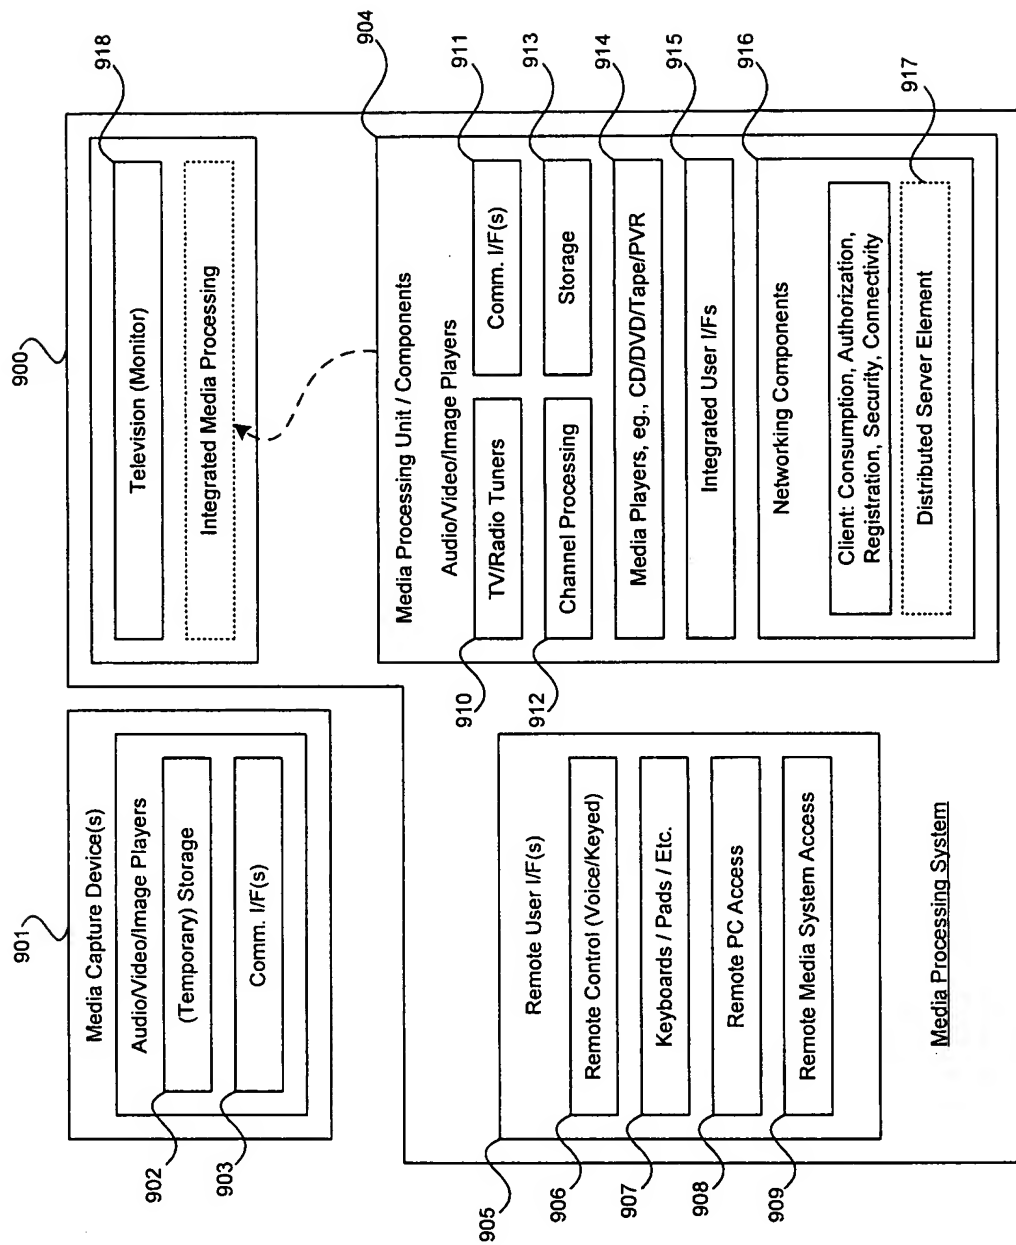 901
Media Capture Device(s)
Audio/Video/Image Players
(Temporary) Storage
Comm. I/F(s)
902
903
900
918
Television (Monitor)
Integrated Media Processing
904
Media Processing Unit / Components
Audio/Video/Image Players
TV/Radio Tuners
Comm. I/F(s)
Channel Processing
Storage
Media Players, eg., CD/DVD/Tape/PVR
Integrated User I/Fs
Networking Components
Client: Consumption, Authorization,
Registration, Security, Connectivity
Distributed Server Element
910
911
912
913
914
915
916
917
905
Remote User I/F(s)
906
Remote Control (Voice/Keyed)
907
Keyboards / Pads / Etc.
908
Remote PC Access
909
Remote Media System Access
Media Processing System